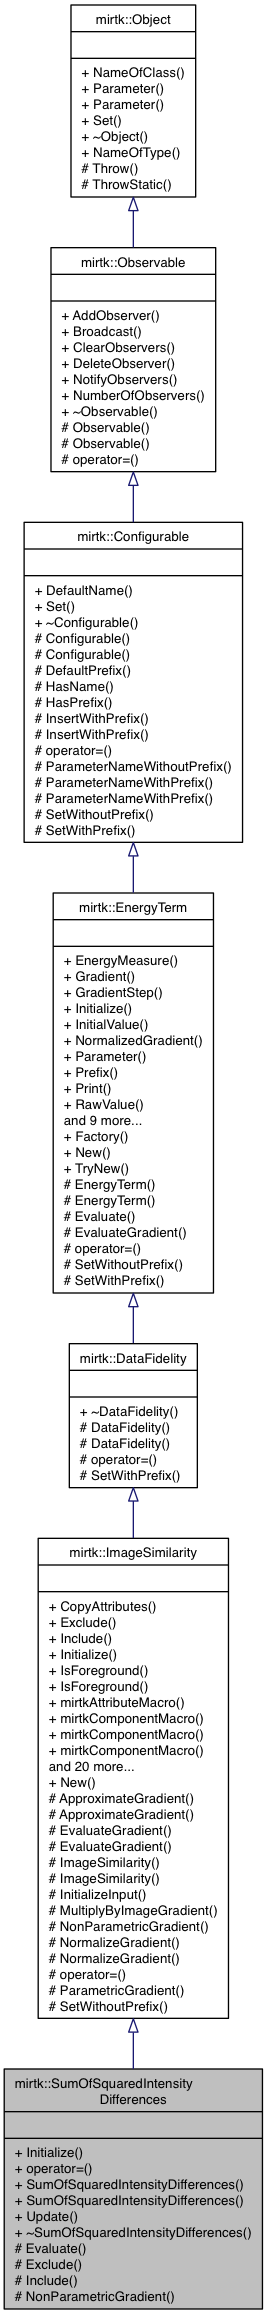 mirtk::Object
+ NameOfClass()
+ Parameter()
+ Parameter()
+ Set()
+ ~Object()
+ NameOfType()
# Throw()
# ThrowStatic()
mirtk::Observable
+ AddObserver()
+ Broadcast()
+ ClearObservers()
+ DeleteObserver()
+ NotifyObservers()
+ NumberOfObservers()
+ ~Observable()
# Observable()
# Observable()
# operator=()
mirtk::Configurable
+ DefaultName()
+ Set()
+ ~Configurable()
# Configurable()
# Configurable()
# DefaultPrefix()
# HasName()
# HasPrefix()
# InsertWithPrefix()
# InsertWithPrefix()
# operator=()
# ParameterNameWithoutPrefix()
# ParameterNameWithPrefix()
# ParameterNameWithPrefix()
# SetWithoutPrefix()
# SetWithPrefix()
mirtk::EnergyTerm
+ EnergyMeasure()
+ Gradient()
+ GradientStep()
+ Initialize()
+ InitialValue()
+ NormalizedGradient()
+ Parameter()
+ Prefix()
+ Print()
+ RawValue()
and 9 more...
+ Factory()
+ New()
+ TryNew()
# EnergyTerm()
# EnergyTerm()
# Evaluate()
# EvaluateGradient()
# operator=()
# SetWithoutPrefix()
# SetWithPrefix()
mirtk::DataFidelity
+ ~DataFidelity()
# DataFidelity()
# DataFidelity()
# operator=()
# SetWithPrefix()
mirtk::ImageSimilarity
+ CopyAttributes()
+ Exclude()
+ Include()
+ Initialize()
+ IsForeground()
+ IsForeground()
+ mirtkAttributeMacro()
+ mirtkComponentMacro()
+ mirtkComponentMacro()
+ mirtkComponentMacro()
and 20 more...
+ New()
# ApproximateGradient()
# ApproximateGradient()
# EvaluateGradient()
# EvaluateGradient()
# ImageSimilarity()
# ImageSimilarity()
# InitializeInput()
# MultiplyByImageGradient()
# NonParametricGradient()
# NormalizeGradient()
# NormalizeGradient()
# operator=()
# ParametricGradient()
# SetWithoutPrefix()
mirtk::SumOfSquaredIntensity
Differences
+ Initialize()
+ operator=()
+ SumOfSquaredIntensityDifferences()
+ SumOfSquaredIntensityDifferences()
+ Update()
+ ~SumOfSquaredIntensityDifferences()
# Evaluate()
# Exclude()
# Include()
# NonParametricGradient()